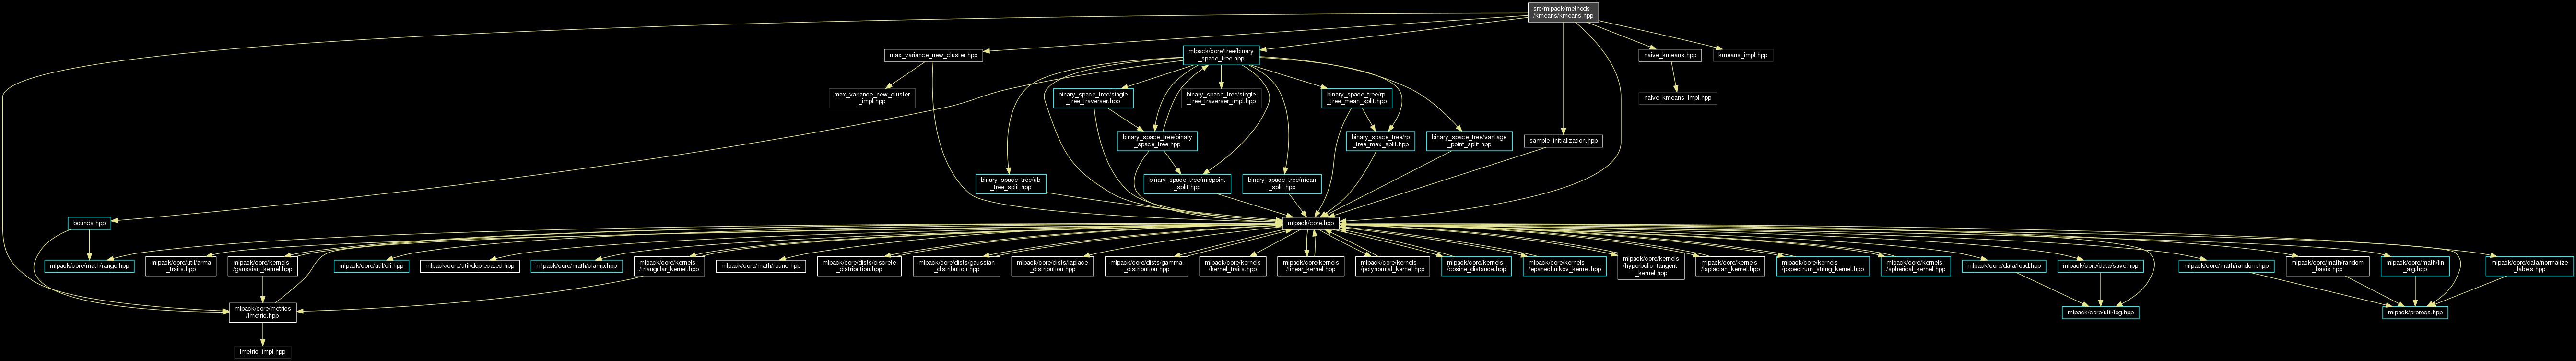 src/mlpack/methods
/kmeans/kmeans.hpp
max_variance_new_cluster.hpp
mlpack/core/tree/binary
_space_tree.hpp
naive_kmeans.hpp
kmeans_impl.hpp
max_variance_new_cluster
_impl.hpp
binary_space_tree/single
_tree_traverser.hpp
binary_space_tree/single
_tree_traverser_impl.hpp
binary_space_tree/rp
_tree_mean_split.hpp
naive_kmeans_impl.hpp
binary_space_tree/binary
_space_tree.hpp
binary_space_tree/rp
_tree_max_split.hpp
binary_space_tree/vantage
_point_split.hpp
sample_initialization.hpp
binary_space_tree/ub
_tree_split.hpp
binary_space_tree/midpoint
_split.hpp
binary_space_tree/mean
_split.hpp
bounds.hpp
mlpack/core.hpp
mlpack/core/math/range.hpp
mlpack/core/util/arma
_traits.hpp
mlpack/core/kernels
/gaussian_kernel.hpp
mlpack/core/util/cli.hpp
mlpack/core/util/deprecated.hpp
mlpack/core/math/clamp.hpp
mlpack/core/kernels
/triangular_kernel.hpp
mlpack/core/math/round.hpp
mlpack/core/dists/discrete
_distribution.hpp
mlpack/core/dists/gaussian
_distribution.hpp
mlpack/core/dists/laplace
_distribution.hpp
mlpack/core/dists/gamma
_distribution.hpp
mlpack/core/kernels
/kernel_traits.hpp
mlpack/core/kernels
/linear_kernel.hpp
mlpack/core/kernels
/polynomial_kernel.hpp
mlpack/core/kernels
/cosine_distance.hpp
mlpack/core/kernels
/epanechnikov_kernel.hpp
mlpack/core/kernels
/hyperbolic_tangent
_kernel.hpp
mlpack/core/kernels
/laplacian_kernel.hpp
mlpack/core/kernels
/pspectrum_string_kernel.hpp
mlpack/core/kernels
/spherical_kernel.hpp
mlpack/core/data/load.hpp
mlpack/core/data/save.hpp
mlpack/core/math/random.hpp
mlpack/core/math/random
_basis.hpp
mlpack/core/math/lin
_alg.hpp
mlpack/core/data/normalize
_labels.hpp
mlpack/core/metrics
/lmetric.hpp
mlpack/core/util/log.hpp
mlpack/prereqs.hpp
lmetric_impl.hpp